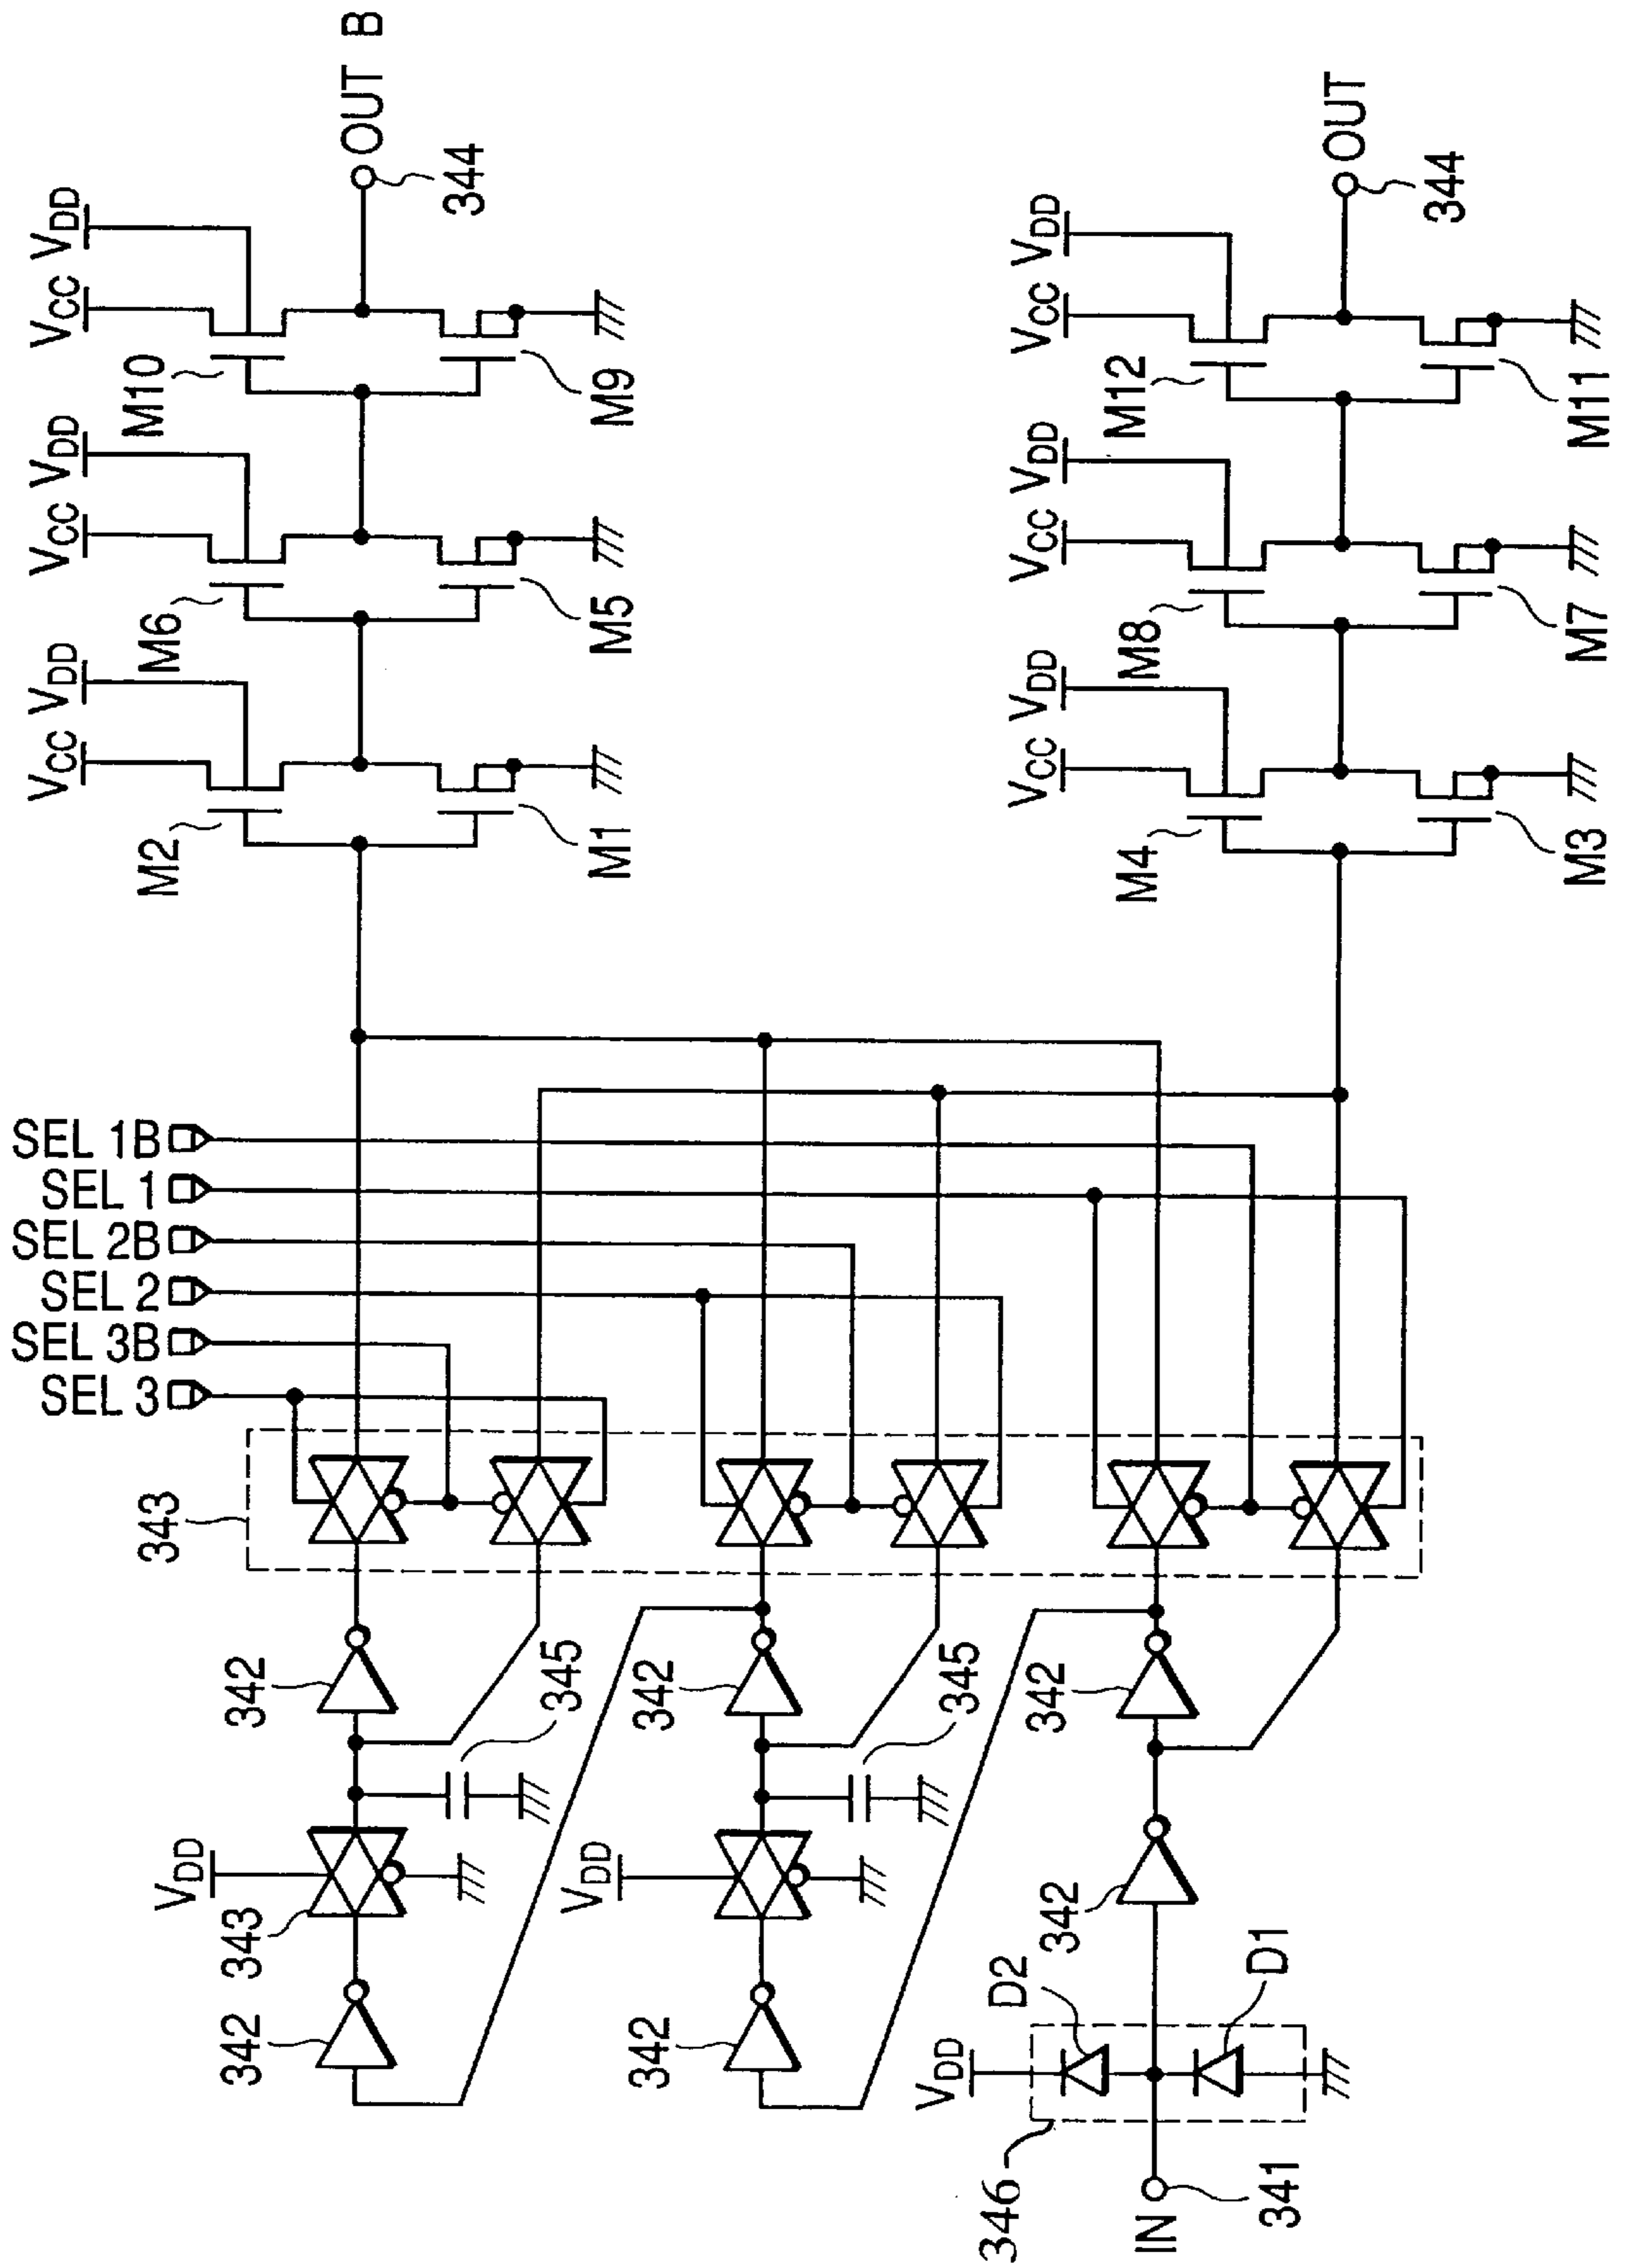 OUT B
344
VCC VDD
M10
M9
VCC VDD
M6
M5
VCC VDD
M2
M1
OUT
344
VCC VDD
M12
M11
VCC VDD
M8
M7
VCC VDD
M4
M3
SEL 1B
SEL 1
SEL 2B
SEL 2
SEL 3B
SEL 3
343
342
345
342
345
342
VDD
343
342
VDD
342
342
D2
D1
VDD
346
IN
341